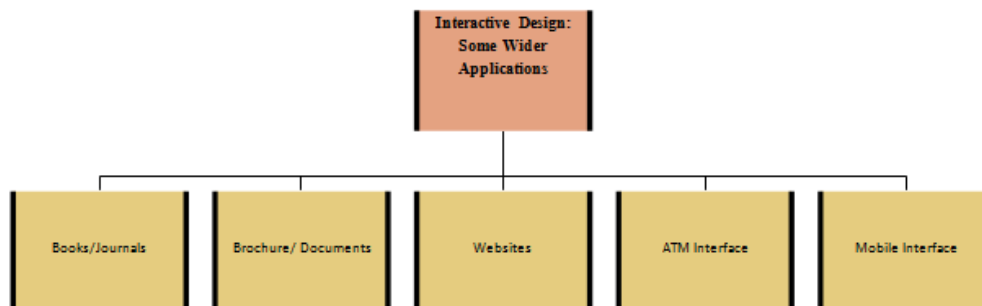 Interactive Design:
Some Wider
Applications
Books/Journals
Brochure/ Documents
Websites
ATM Interface
Mobile Interface